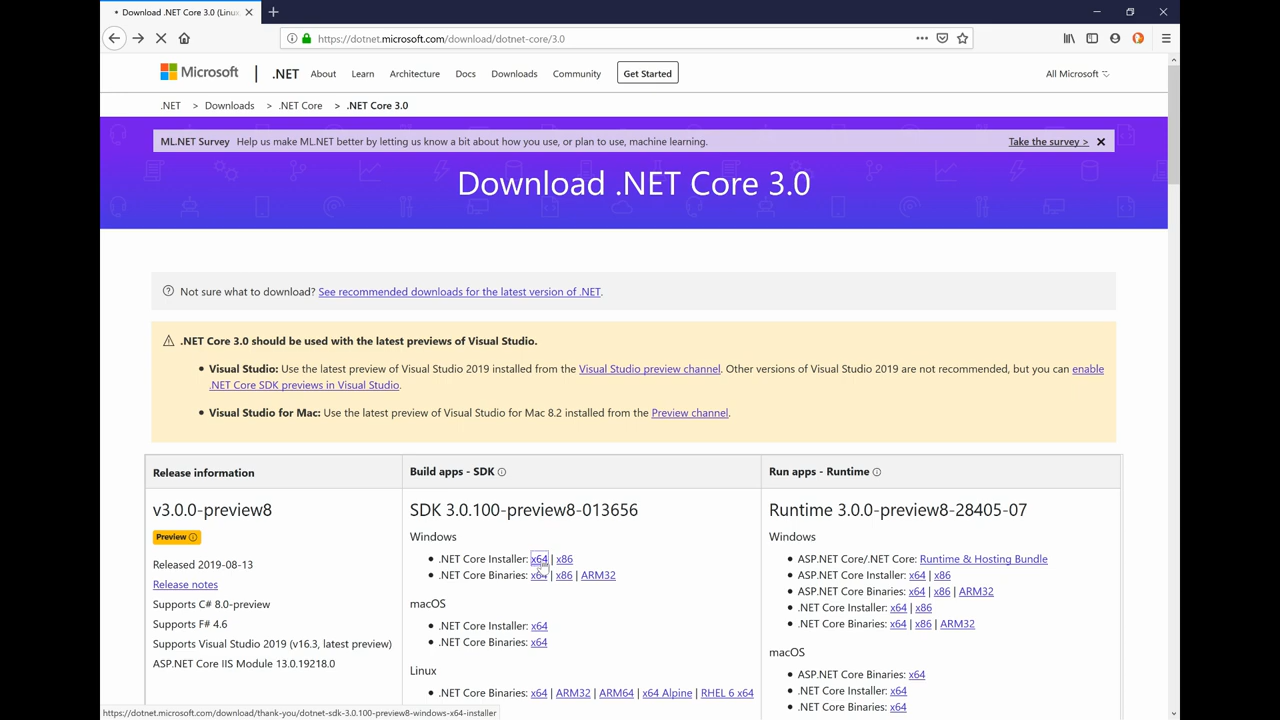 Download .NET Core 3.0 (Linu
https://dotnet.microsoft.com/download/dotnet-core/3.0
Microsoft | .NET About Learn Architecture Docs Downloads Community Get Started All Microsoft
.NET > Downloads > .NET Core > .NET Core 3.0
ML.NET Survey Help us make ML.NET better by letting us know a bit about how you use, or plan to use, machine learning. Take the survey >
Download .NET Core 3.0
Not sure what to download? See recommended downloads for the latest version of .NET.
.NET Core 3.0 should be used with the latest previews of Visual Studio.
Visual Studio: Use the latest preview of Visual Studio 2019 installed from the Visual Studio preview channel. Other versions of Visual Studio 2019 are not recommended, but you can enable
.NET Core SDK previews in Visual Studio.
Visual Studio for Mac: Use the latest preview of Visual Studio for Mac 8.2 installed from the Preview channel.
Release information
v3.0.0-preview8
Preview
Released 2019-08-13
Release notes
Supports C# 8.0-preview
Supports F# 4.6
Supports Visual Studio 2019 (v16.3, latest preview)
ASP.NET Core IIS Module 13.0.19218.0
Build apps - SDK
SDK 3.0.100-preview8-013656
Windows
.NET Core Installer: x64 | x86
.NET Core Binaries: x64 | x86 | ARM32
macOS
.NET Core Installer: x64
.NET Core Binaries: x64
Linux
.NET Core Binaries: x64 | ARM32 | ARM64 | x64 Alpine | RHEL 6 x64
Run apps - Runtime
Runtime 3.0.0-preview8-28405-07
Windows
ASP.NET Core/.NET Core: Runtime & Hosting Bundle
ASP.NET Core Installer: x64 | x86
ASP.NET Core Binaries: x64 | x86 | ARM32
.NET Core Installer: x64 | x86
.NET Core Binaries: x64 | x86 | ARM32
macOS
ASP.NET Core Binaries: x64
.NET Core Installer: x64
.NET Core Binaries: x64
https://dotnet.microsoft.com/download/thank-you/dotnet-sdk-3.0.100-preview8-windows-x64-installer